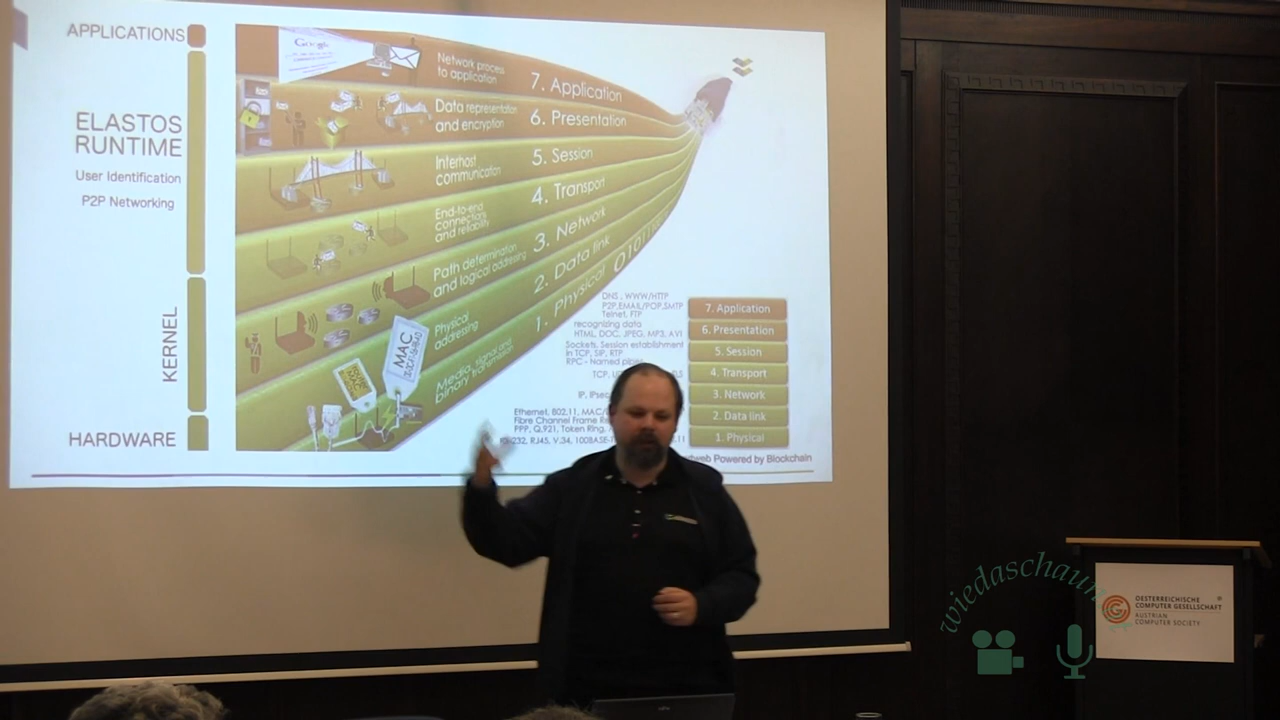 APPLICATIONS
ELASTOS
RUNTIME
User Identification
P2P Networking
KERNEL
HARDWARE
Google
Network process
to application
7. Application
Data representation
and encryption
6. Presentation
Interhost
communication
5. Session
End-to-end
connections
and reliability
4. Transport
Path determination
and logical addressing
3. Network
Physical
addressing
2. Data link
Media, signal and
binary transmission
1. Physical
MAC
DNS, WWW/HTTP
P2P, EMAIL/POP,SMTP
Telnet, FTP
recognizing data
HTML, DOC, JPEG, MP3, AVI
Sockets, Session establishment
in TCP, SIP, RTP
RPC - Named pipes
TCP,
IP, IPsec
Ethernet, 802.11, MAC/
Fibre Channel Frame
PPP, Q.921, Token Ring,
232, RJ45, V.34, 100BASE-
7. Application
6. Presentation
5. Session
4. Transport
3. Network
2. Data link
1. Physical
Powered by Blockchain
wiedaschaun
OESTERREICHISCHE
COMPUTER GESELLSCHAFT
AUSTRIAN
COMPUTER SOCIETY